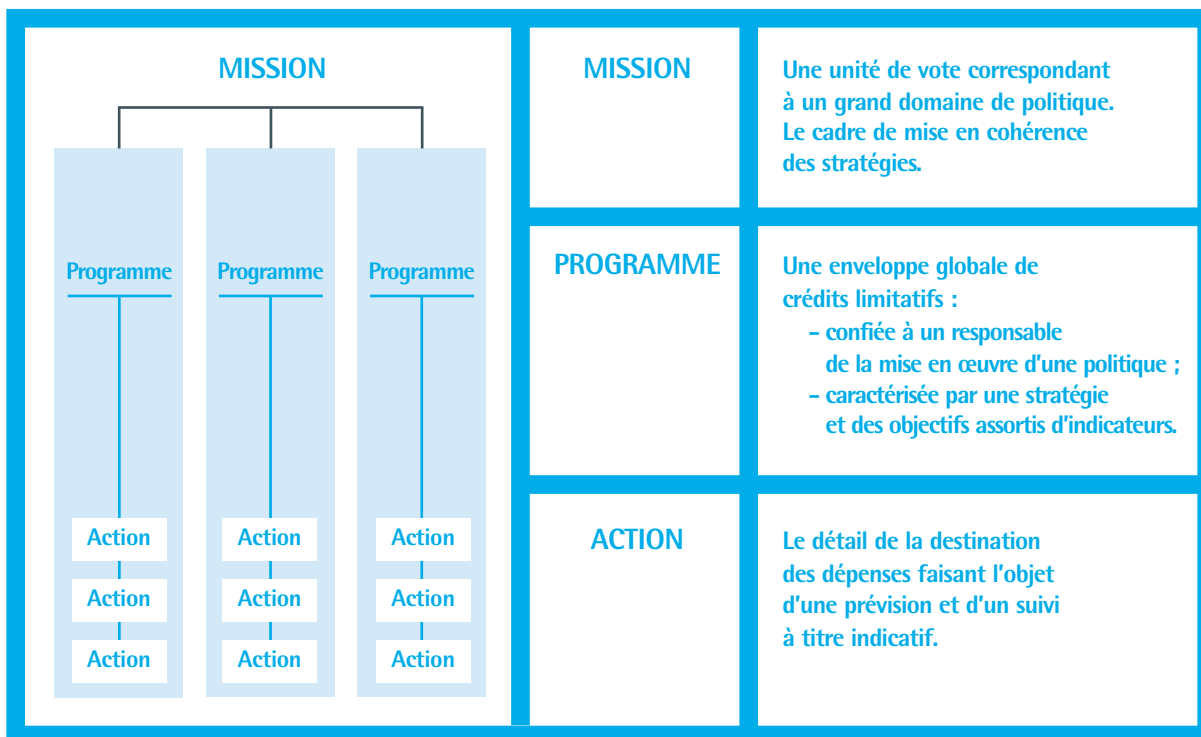 MISSION
Programme
Programme
Programme
Action
Action
Action
Action
Action
Action
Action
Action
Action
MISSION
Une unité de vote correspondant
à un grand domaine de politique.
Le cadre de mise en cohérence
des stratégies.
PROGRAMME
Une enveloppe globale de
crédits limitatifs :
- confiée à un responsable
de la mise en œuvre d'une politique ;
- caractérisée par une stratégie
et des objectifs assortis d'indicateurs.
ACTION
Le détail de la destination
des dépenses faisant l'objet
d'une prévision et d'un suivi
à titre indicatif.